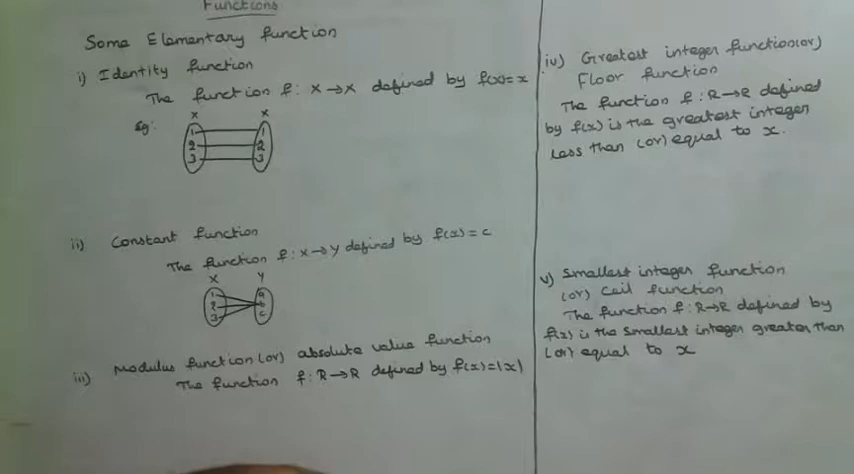 Functions
Some Elementary function
i) Identity function
The function f: X→X defined by f(x)=x
Eg:
X X
1 1
2 2
3 3
ii) Constant function
The function f: X→y defined by f(x)=c
X y
1 a
2 b
3 c
iii) Modulus function (or) absolute value function
The function f: R→R defined by f(x)=|x|
iv) Greatest integer function (or)
Floor function
The function f: R→R defined
by f(x) is the greatest integer
less than (or) equal to x.
v) Smallest integer function
(or) Ceil function
The function f: R→R defined by
f(x) is the smallest integer greater than
(or) equal to x